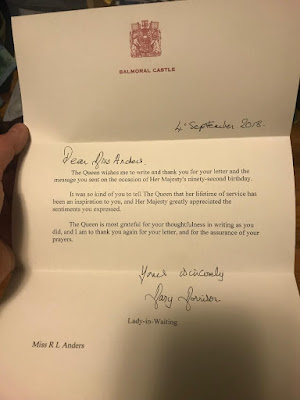 BALMORAL CASTLE
4th September 2018.
Dear Miss Anders.
The Queen wishes me to write and thank you for your letter and the
message you sent on the occasion of Her Majesty's ninety-second birthday.
It was so kind of you to tell The Queen that her lifetime of service has
been an inspiration to you, and Her Majesty greatly appreciated the
sentiments you expressed.
The Queen is most grateful for your thoughtfulness in writing as you
did, and I am to thank you again for your letter, and for the assurance of your
prayers.
Yours sincerely
Mary Morrison
Lady-in-Waiting
Miss R L Anders